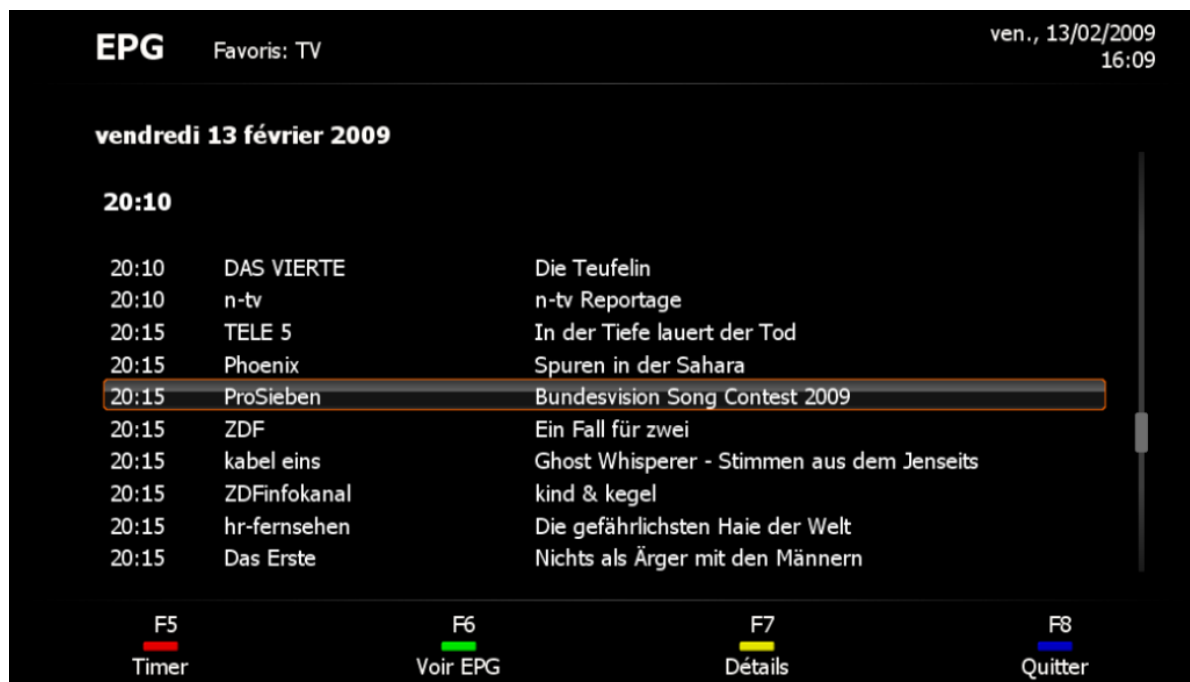 EPG Favoris: TV ven., 13/02/2009
16:09
vendredi 13 février 2009
20:10
20:10 DAS VIERTE Die Teufelin
20:10 n-tv n-tv Reportage
20:15 TELE 5 In der Tiefe lauert der Tod
20:15 Phoenix Spuren in der Sahara
20:15 ProSieben Bundesvision Song Contest 2009
20:15 ZDF Ein Fall für zwei
20:15 kabel eins Ghost Whisperer - Stimmen aus dem Jenseits
20:15 ZDFinfokanal kind & kegel
20:15 hr-fernsehen Die gefährlichsten Haie der Welt
20:15 Das Erste Nichts als Ärger mit den Männern
F5 F6 F7 F8
Timer Voir EPG Détails Quitter